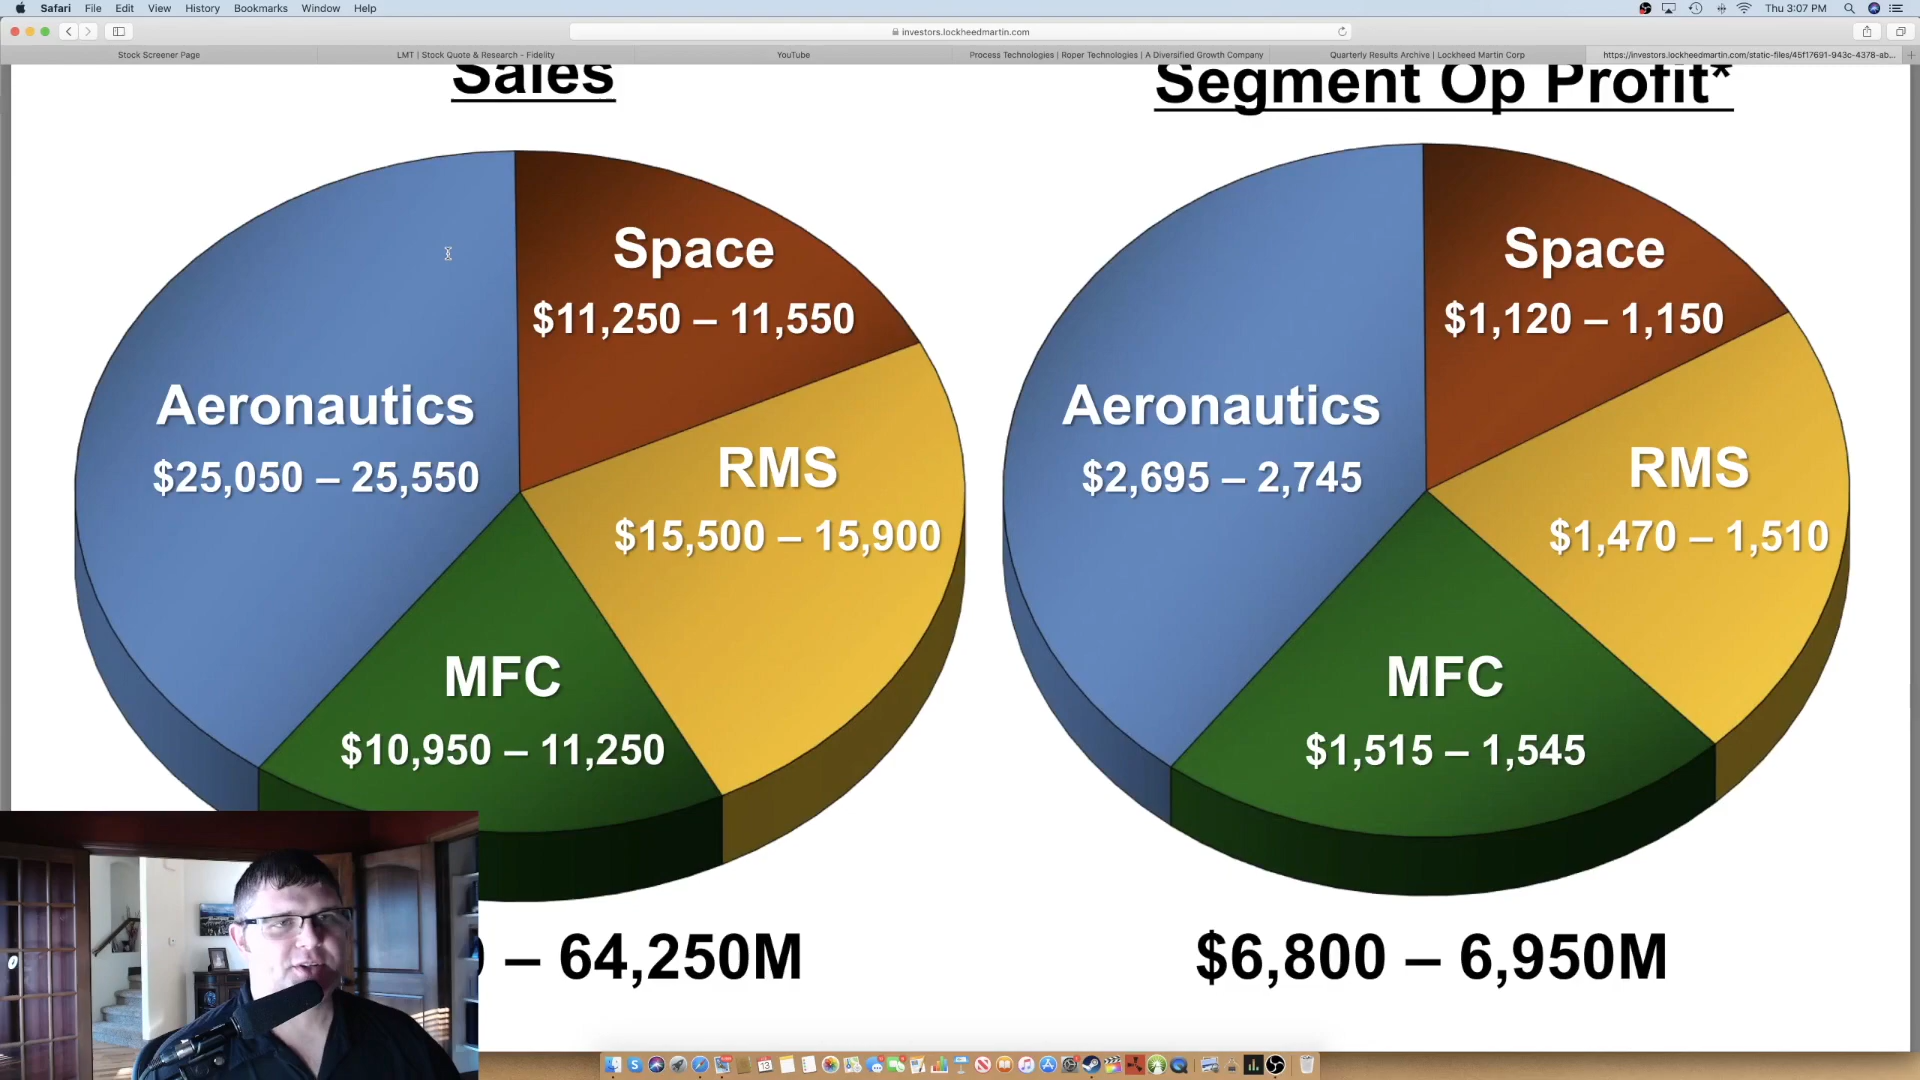 Safari File Edit View History Bookmarks Window Help Thu 3:07 PM
investors.lockheedmartin.com
Stock Screener Page
LMT | Stock Quote & Research - Fidelity
YouTube
Process Technologies | Roper Technologies | A Diversified Growth Company
Quarterly Results Archive | Lockheed Martin Corp
https://investors.lockheedmartin.com/static-files/45f17691-943c-4378-ab...
Sales
Segment Op Profit*
Space
$11,250 – 11,550
Aeronautics
$25,050 – 25,550
RMS
$15,500 – 15,900
MFC
$10,950 – 11,250
– 64,250M
Space
$1,120 – 1,150
Aeronautics
$2,695 – 2,745
RMS
$1,470 – 1,510
MFC
$1,515 – 1,545
$6,800 – 6,950M